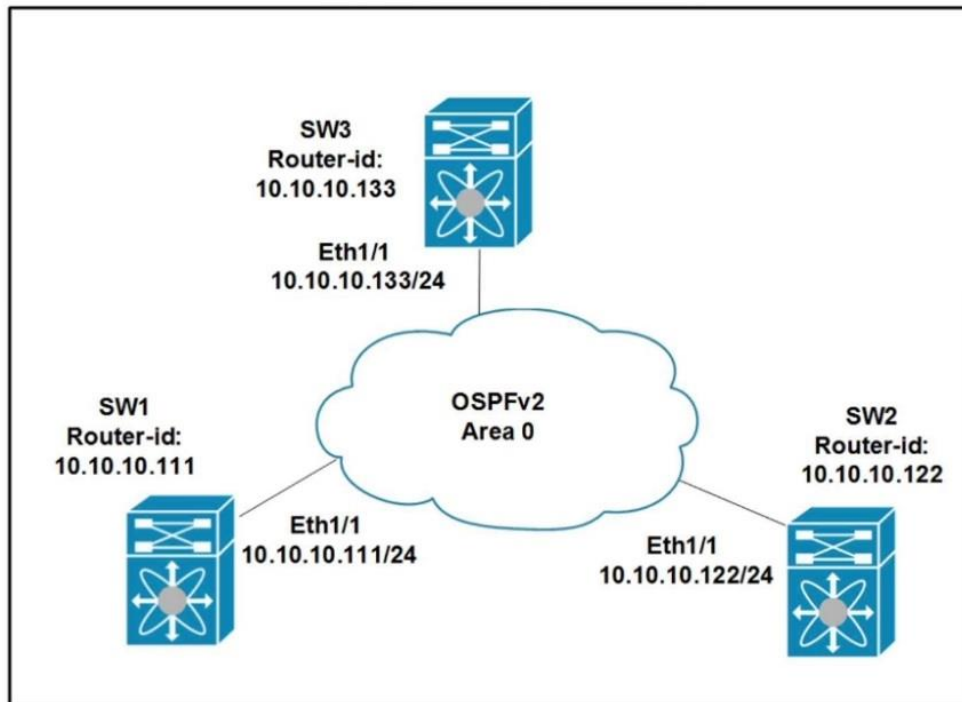 SW3
Router-id:
10.10.10.133
Eth1/1
10.10.10.133/24
OSPFv2
Area 0
SW1
Router-id:
10.10.10.111
Eth1/1
10.10.10.111/24
SW2
Router-id:
10.10.10.122
Eth1/1
10.10.10.122/24